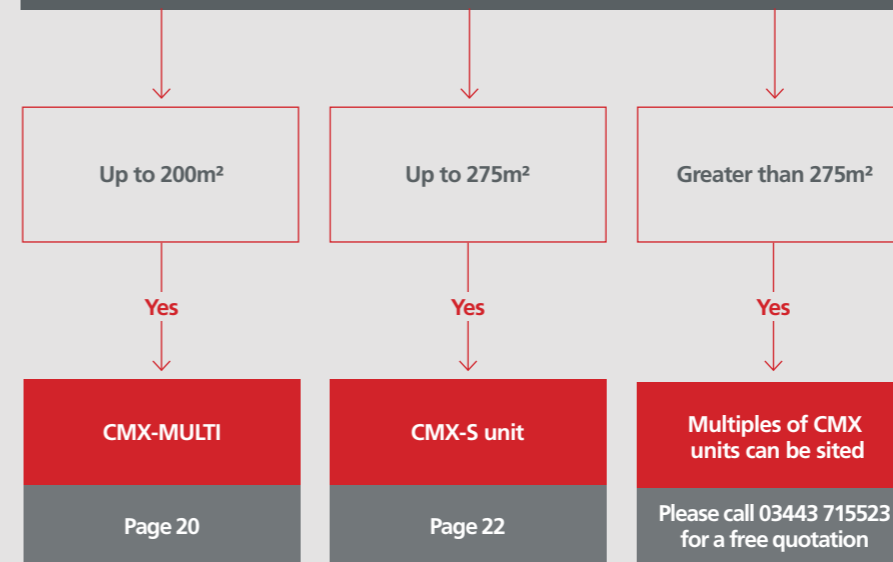 Up to 200m²
Up to 275m²
Greater than 275m²
Yes
Yes
Yes
CMX-MULTI
CMX-S unit
Multiples of CMX
units can be sited
Page 20
Page 22
Please call 03443 715523
for a free quotation